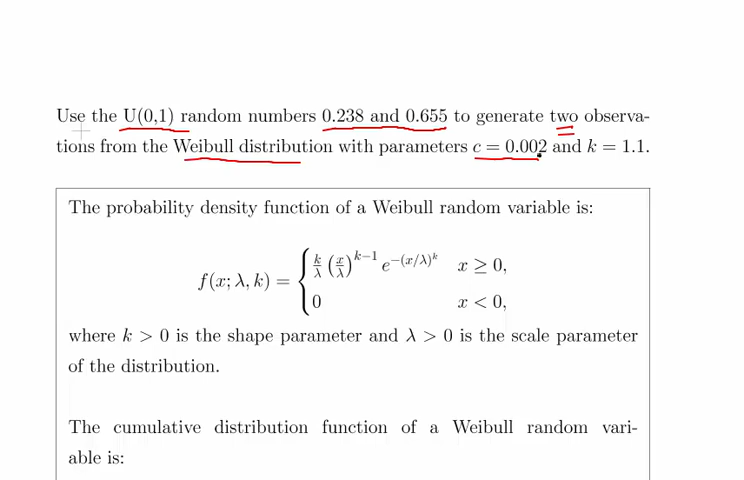 Use the U(0,1) random numbers 0.238 and 0.655 to generate two observa-
tions from the Weibull distribution with parameters c = 0.002 and k = 1.1.
The probability density function of a Weibull random variable is:
f(x; λ, k) = { k/λ (x/λ)^{k−1} e^{−(x/λ)^k} x ≥ 0,
0 x < 0,
where k > 0 is the shape parameter and λ > 0 is the scale parameter
of the distribution.
The cumulative distribution function of a Weibull random vari-
able is: